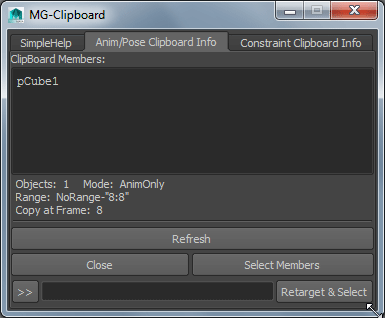 MG-Clipboard
SimpleHelp Anim/Pose Clipboard Info Constraint Clipboard Info
ClipBoard Members:
pCube1
Objects: 1 Mode: AnimOnly
Range: NoRange-"8:8"
Copy at Frame: 8
Refresh
Close Select Members
>> Retarget & Select